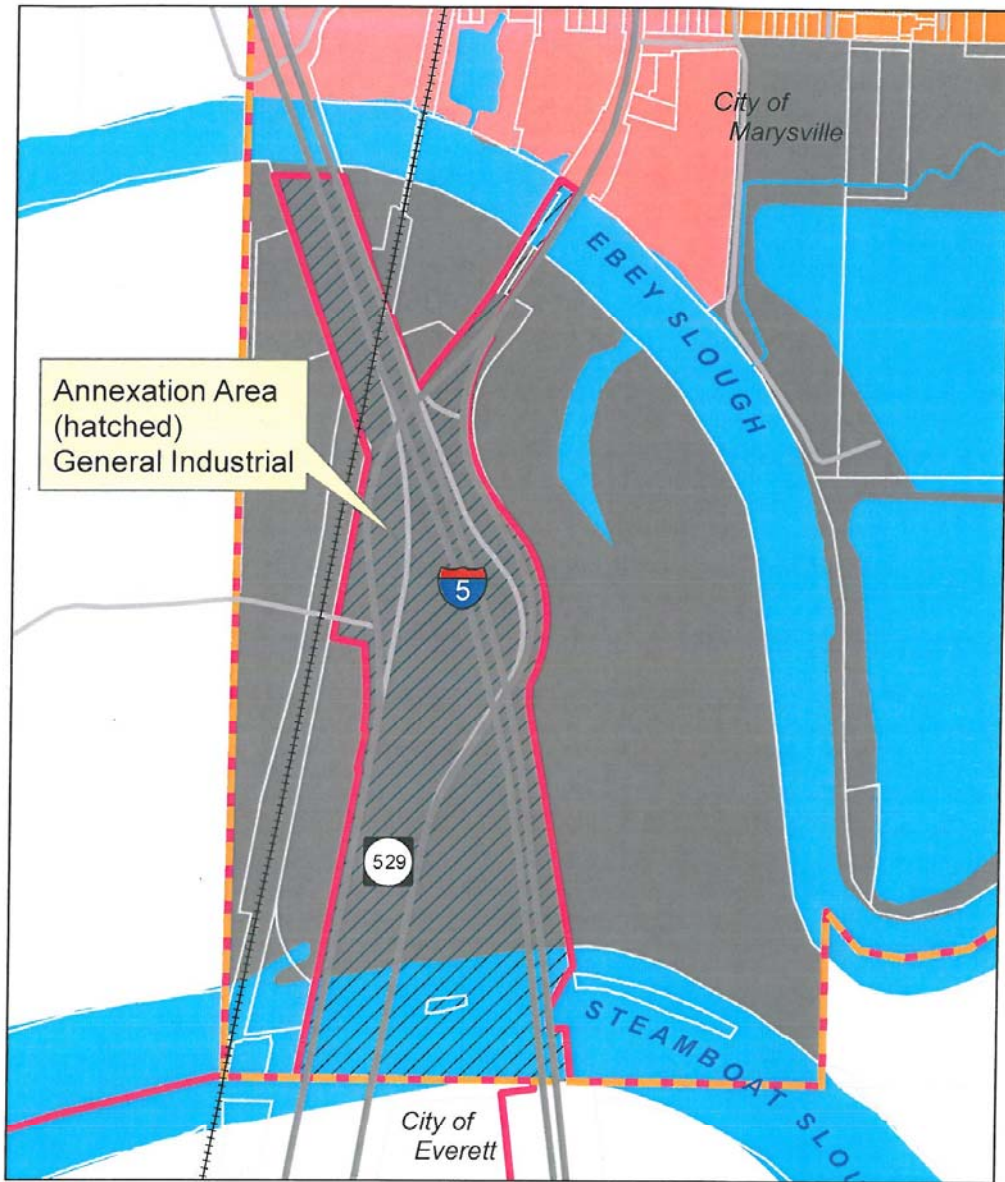 City of
Marysville
EBEY SLOUGH
Annexation Area
(hatched)
General Industrial
5
529
STEAMBOAT SLOU
City of
Everett